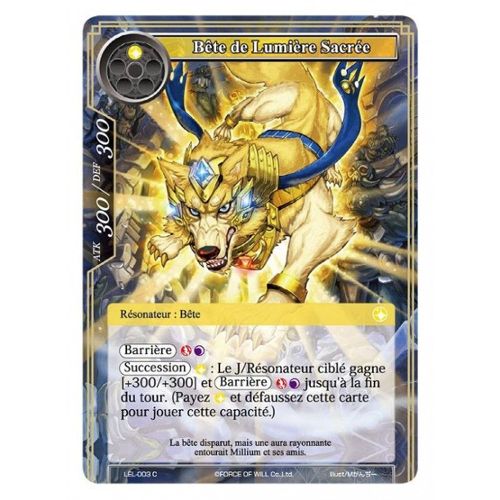 Bête de Lumière Sacrée
ATK 300 / DEF 300
Résonateur : Bête
Barrière
Succession : Le J/Résonateur ciblé gagne
[+300/+300] et Barrière jusqu'à la fin
du tour. (Payez et défaussez cette carte
pour jouer cette capacité.)
La bête disparut, mais une aura rayonnante
entourait Millium et ses amis.
LEL-003 C
©FORCE OF WILL Co.Ltd.